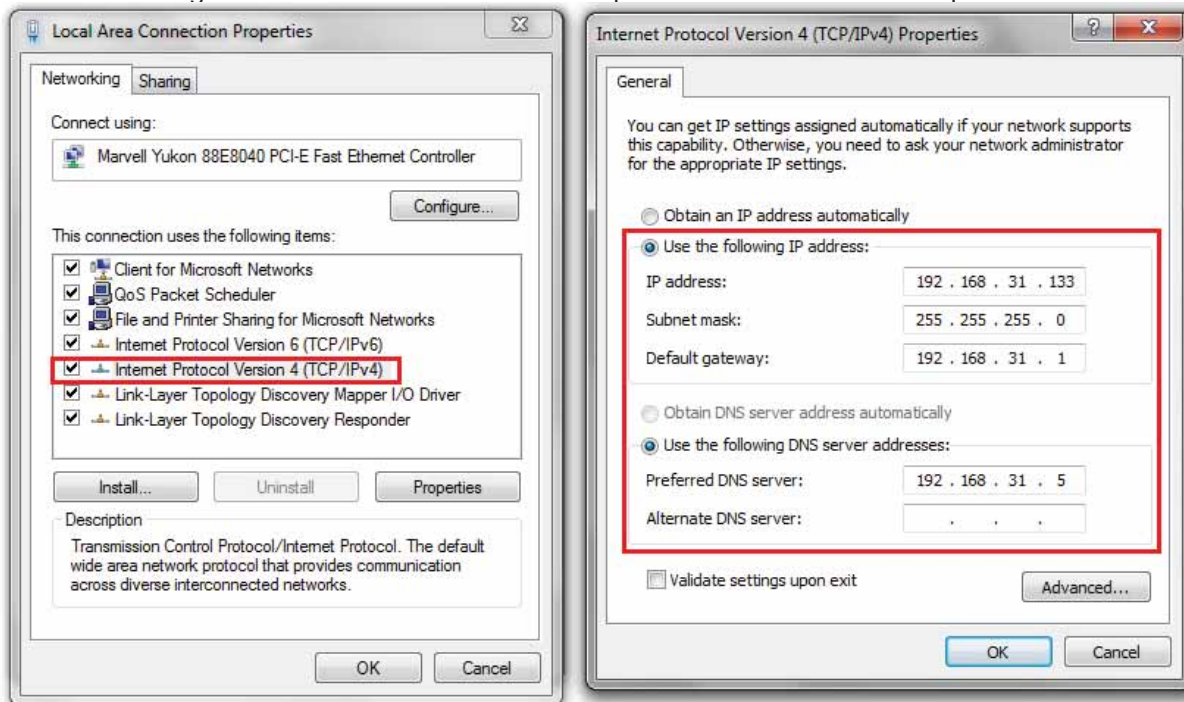 Local Area Connection Properties
Networking
Sharing
Connect using:
Marvell Yukon 88E8040 PCI-E Fast Ethernet Controller
Configure...
This connection uses the following items:
Client for Microsoft Networks
QoS Packet Scheduler
File and Printer Sharing for Microsoft Networks
Internet Protocol Version 6 (TCP/IPv6)
Internet Protocol Version 4 (TCP/IPv4)
Link-Layer Topology Discovery Mapper I/O Driver
Link-Layer Topology Discovery Responder
Install...
Uninstall
Properties
Description
Transmission Control Protocol/Internet Protocol. The default
wide area network protocol that provides communication
across diverse interconnected networks.
OK
Cancel
Internet Protocol Version 4 (TCP/IPv4) Properties
General
You can get IP settings assigned automatically if your network supports
this capability. Otherwise, you need to ask your network administrator
for the appropriate IP settings.
Obtain an IP address automatically
Use the following IP address:
IP address: 192 . 168 . 31 . 133
Subnet mask: 255 . 255 . 255 . 0
Default gateway: 192 . 168 . 31 . 1
Obtain DNS server address automatically
Use the following DNS server addresses:
Preferred DNS server: 192 . 168 . 31 . 5
Alternate DNS server: . . .
Validate settings upon exit
Advanced...
OK
Cancel